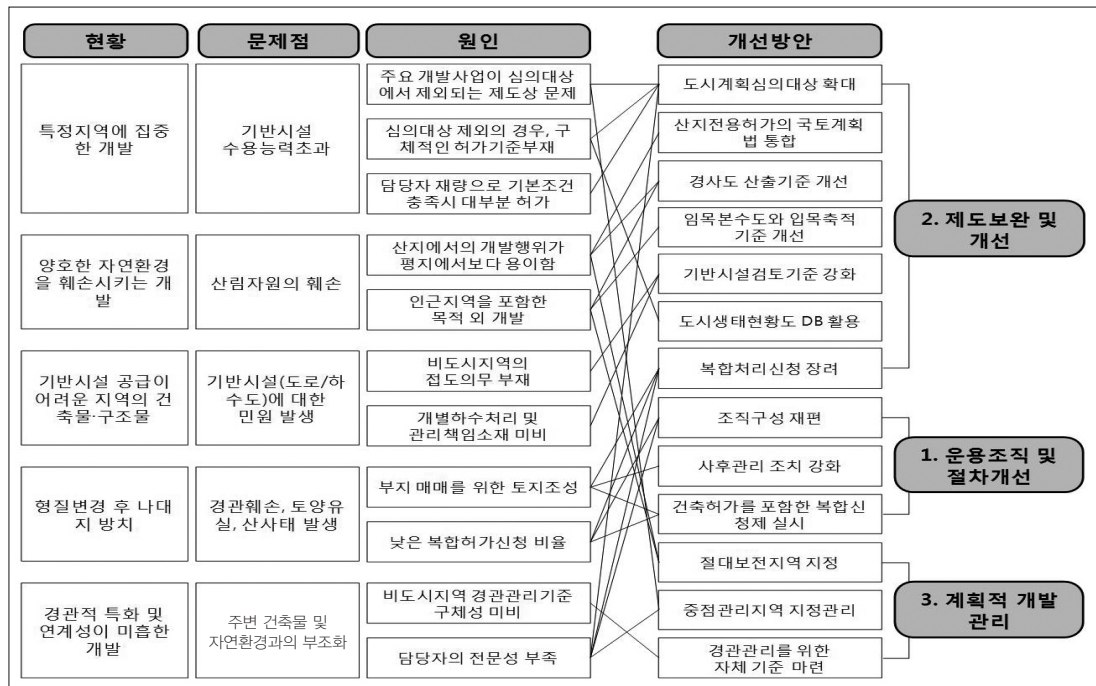 현황
문제점
원인
개선방안
특정지역에 집중
한 개발
기반시설
수용능력초과
주요 개발사업이 심의대상
에서 제외되는 제도상 문제
심의대상 제외의 경우, 구
체적인 허가기준부재
담당자 재량으로 기본조건
충족시 대부분 허가
양호한 자연환경
을 훼손시키는 개
발
산림자원의 훼손
산지에서의 개발행위가
평지에서보다 용이함
인근지역을 포함한
목적 외 개발
기반시설 공급이
어려운 지역의 건
축물·구조물
기반시설(도로/하
수도)에 대한
민원 발생
비도시지역의
접도의무 부재
개별하수처리 및
관리책임소재 미비
형질변경 후 나대
지 방치
경관훼손, 토양유
실, 산사태 발생
부지 매매를 위한 토지조성
낮은 복합허가신청 비율
경관적 특화 및
연계성이 미흡한
개발
주변 건축물 및
자연환경과의 부조화
비도시지역 경관관리기준
구체성 미비
담당자의 전문성 부족
도시계획심의대상 확대
산지전용허가의 국토계획
법 통합
경사도 산출기준 개선
임목본수도와 입목축적
기준 개선
기반시설검토기준 강화
도시생태현황도 DB 활용
복합처리신청 장려
조직구성 재편
사후관리 조치 강화
건축허가를 포함한 복합신
청제 실시
절대보전지역 지정
중점관리지역 지정관리
경관관리를 위한
자체 기준 마련
2. 제도보완 및
개선
1. 운용조직 및
절차개선
3. 계획적 개발
관리